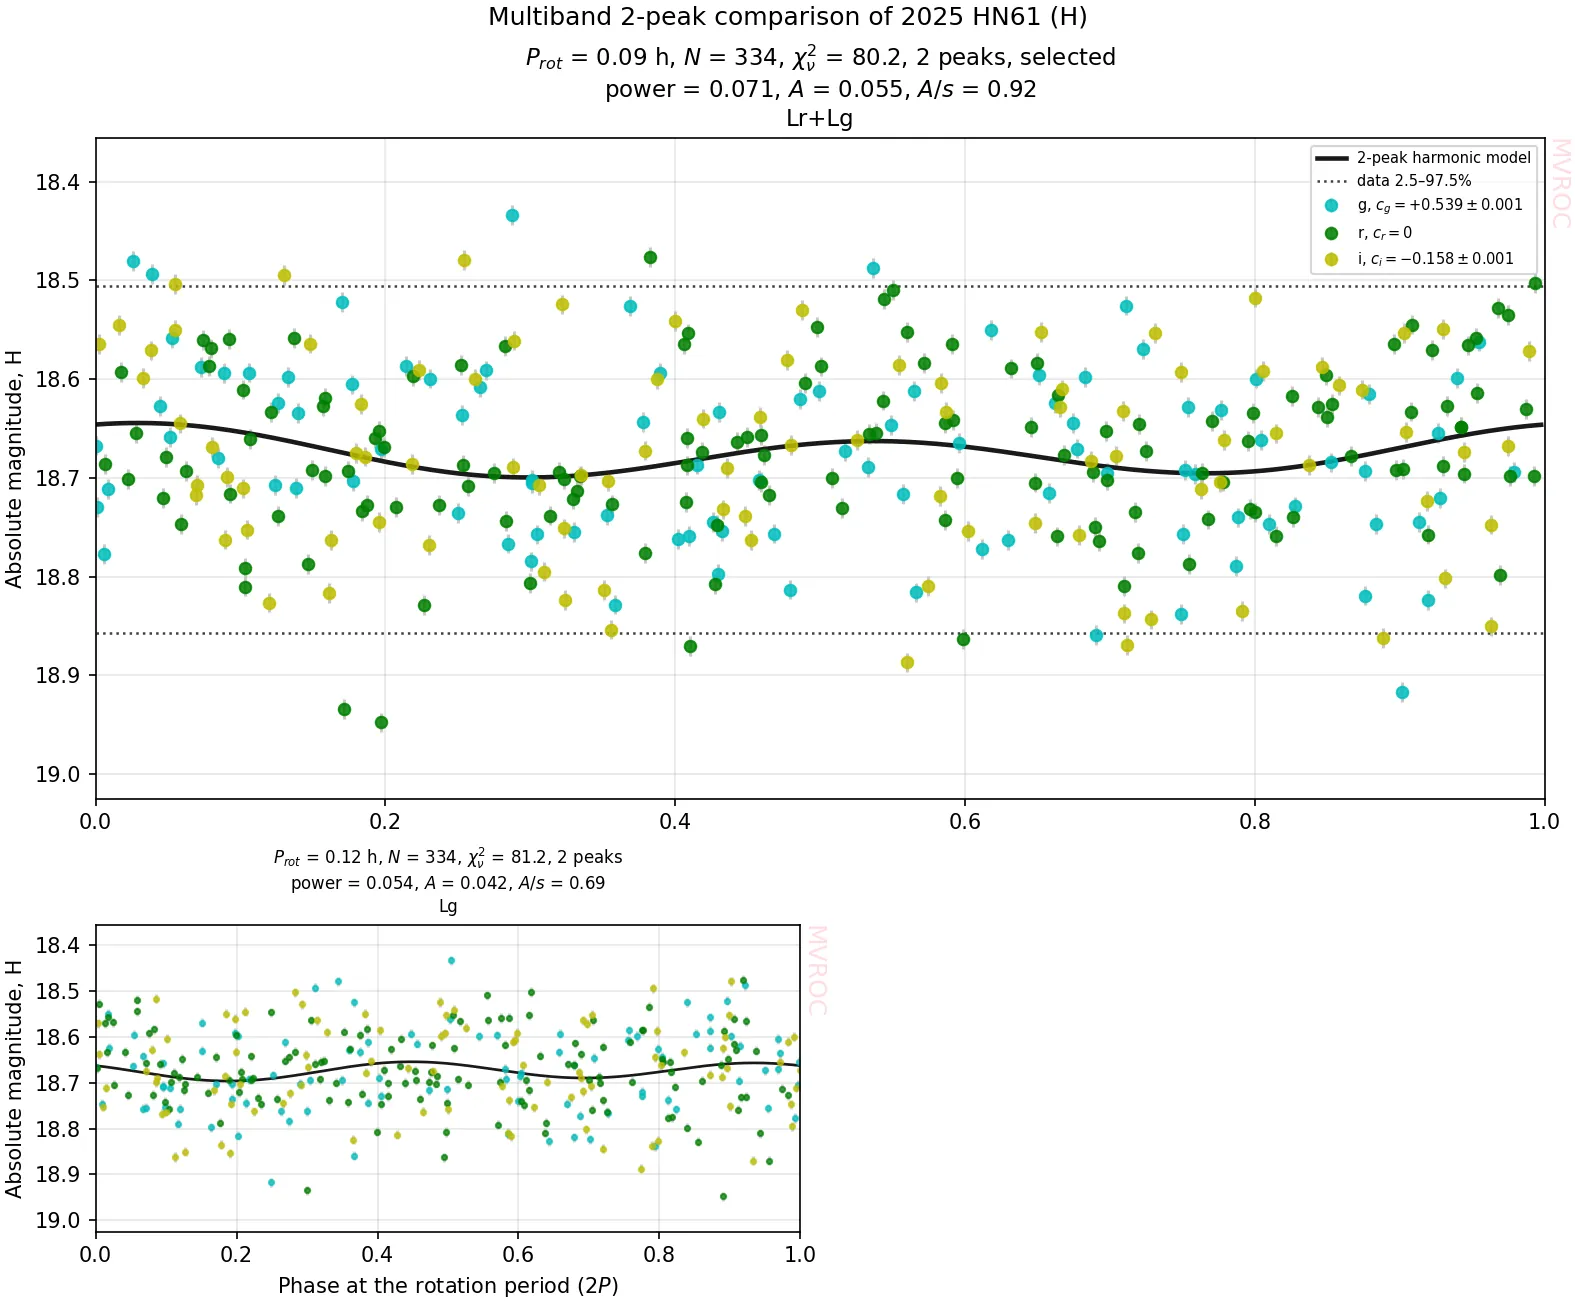 Multiband 2-peak comparison of 2025 HN61 (H)
P_rot = 0.09 h, N = 334, χ²_ν = 80.2, 2 peaks, selected
power = 0.071, A = 0.055, A/s = 0.92
Lr+Lg
MVROC
2-peak harmonic model
data 2.5–97.5%
g, c_g = +0.539 ± 0.001
r, c_r = 0
i, c_i = −0.158 ± 0.001
Absolute magnitude, H
18.4
18.5
18.6
18.7
18.8
18.9
19.0
0.0 0.2 0.4 0.6 0.8 1.0
P_rot = 0.12 h, N = 334, χ²_ν = 81.2, 2 peaks
power = 0.054, A = 0.042, A/s = 0.69
Lg
MVROC
Absolute magnitude, H
18.4
18.5
18.6
18.7
18.8
18.9
19.0
0.0 0.2 0.4 0.6 0.8 1.0
Phase at the rotation period (2P)